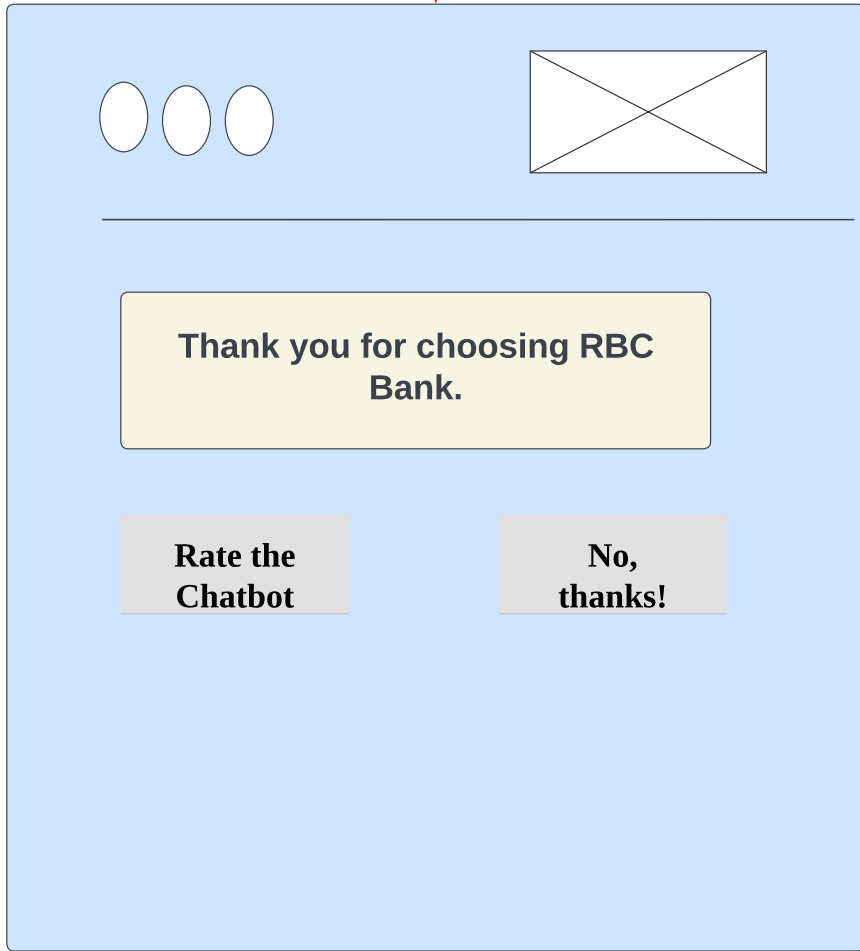 Thank you for choosing RBC
Bank.
Rate the
Chatbot
No,
thanks!